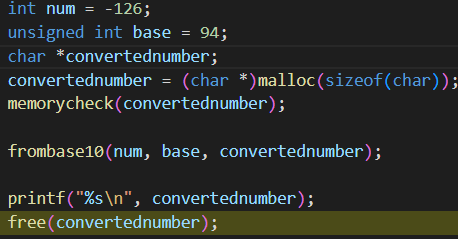 int num = -126;
unsigned int base = 94;
char *convertednumber;
convertednumber = (char *)malloc(sizeof(char));
memorycheck(convertednumber);
frombase10(num, base, convertednumber);
printf("%s\n", convertednumber);
free(convertednumber);